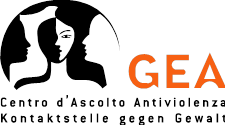 GEA
Centro d'Ascolto Antiviolenza
Kontaktstelle gegen Gewalt